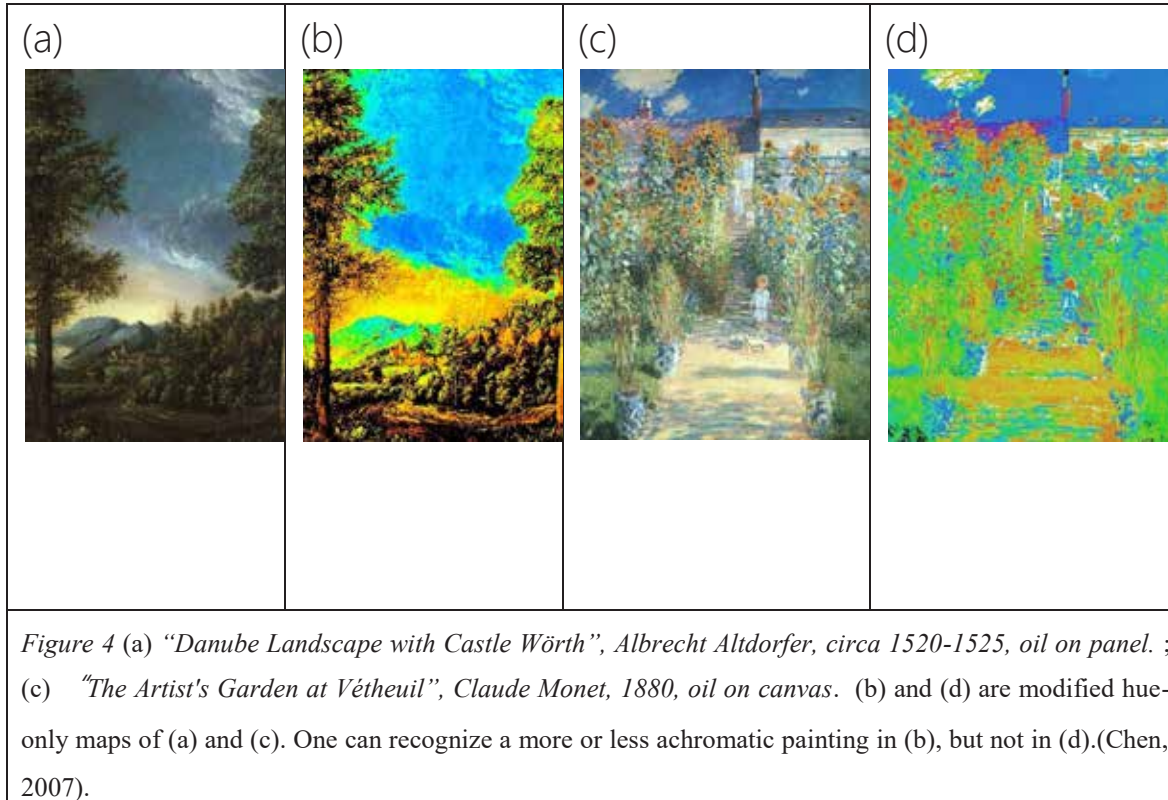 (a) (b) (c) (d)
Figure 4 (a) “Danube Landscape with Castle Wörth”, Albrecht Altdorfer, circa 1520-1525, oil on panel. ;
(c) "The Artist's Garden at Vétheuil”, Claude Monet, 1880, oil on canvas. (b) and (d) are modified hue-
only maps of (a) and (c). One can recognize a more or less achromatic painting in (b), but not in (d).(Chen,
2007).